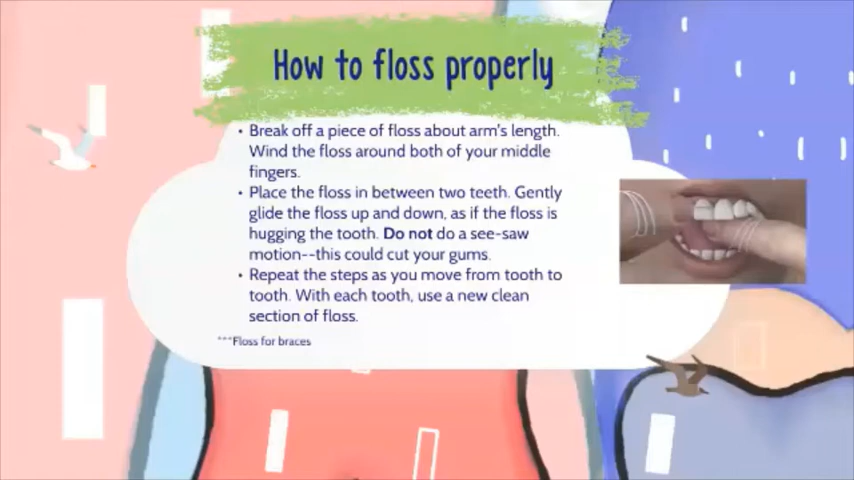 How to floss properly
• Break off a piece of floss about arm's length.
Wind the floss around both of your middle
fingers.
• Place the floss in between two teeth. Gently
glide the floss up and down, as if the floss is
hugging the tooth. Do not do a see-saw
motion--this could cut your gums.
• Repeat the steps as you move from tooth to
tooth. With each tooth, use a new clean
section of floss.
***Floss for braces